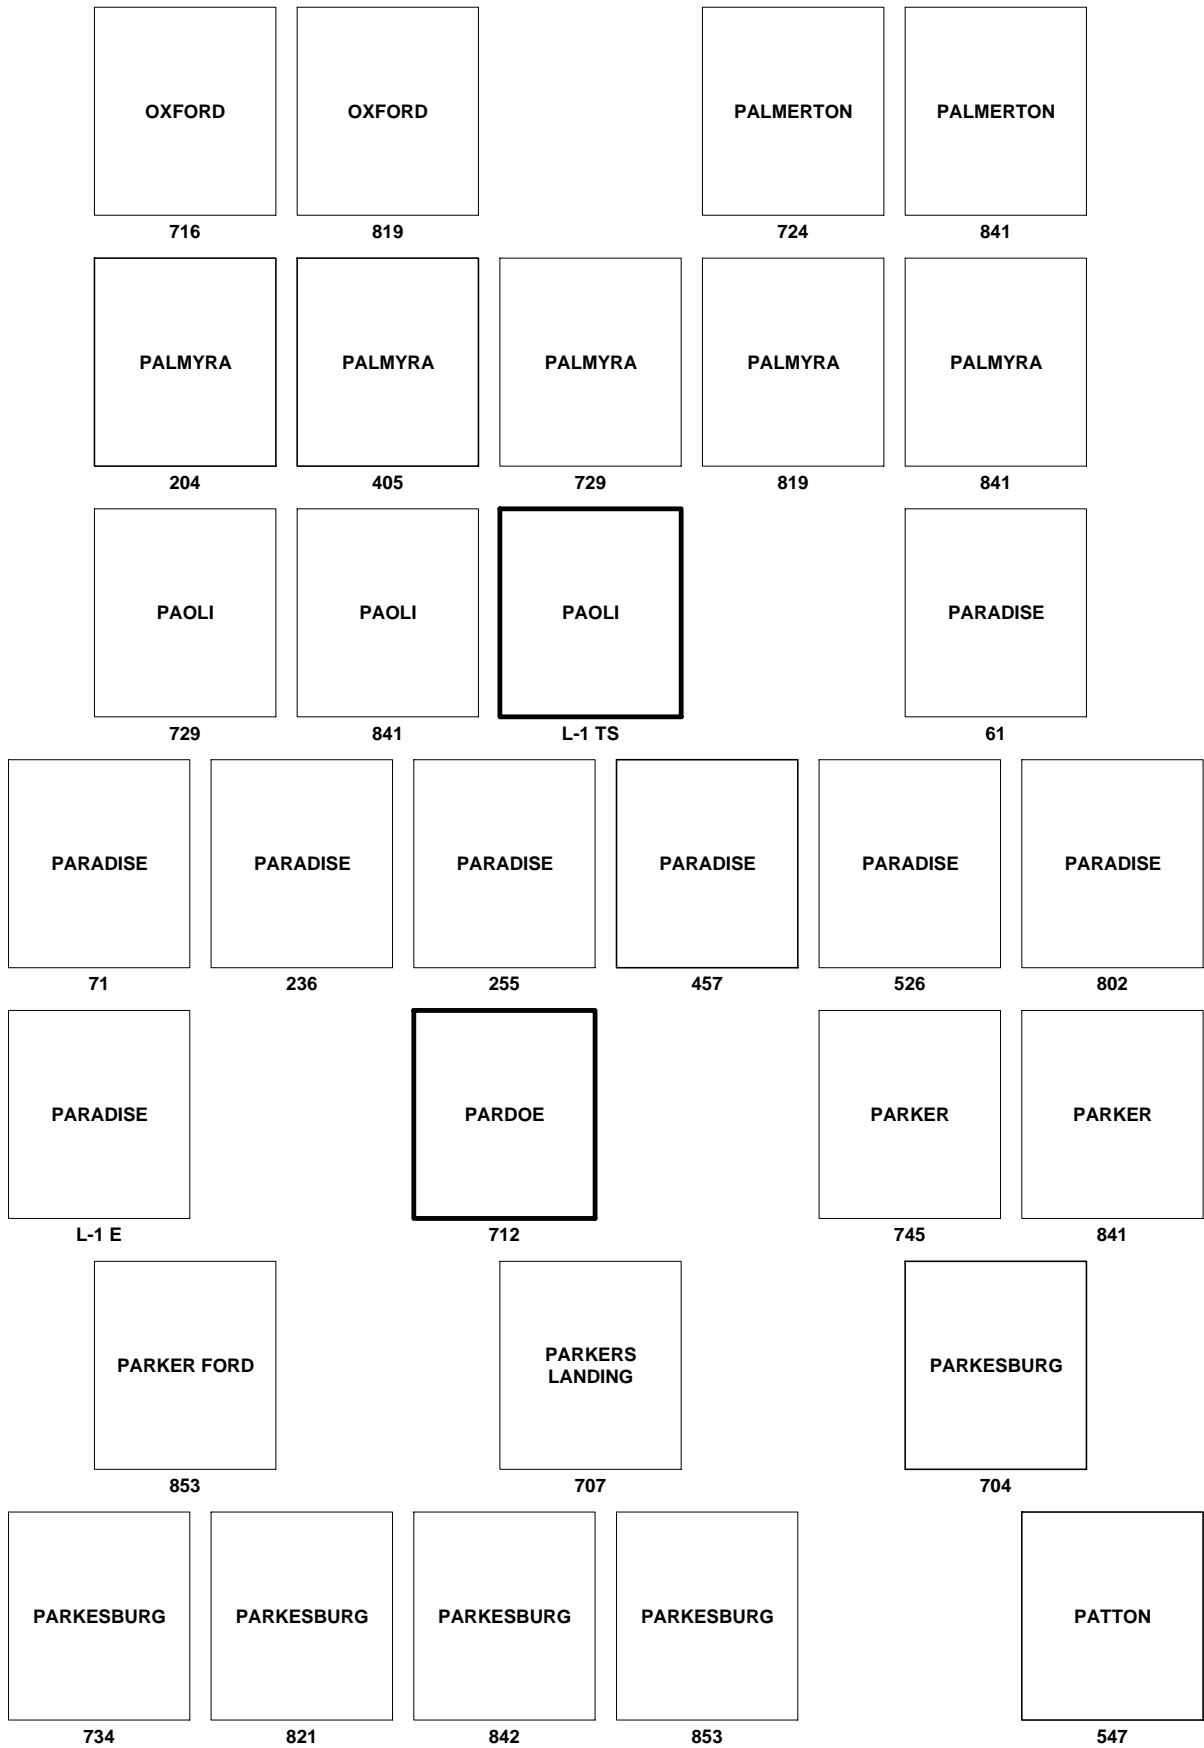 OXFORD OXFORD PALMERTON PALMERTON
716 819 724 841
PALMYRA PALMYRA PALMYRA PALMYRA PALMYRA
204 405 729 819 841
PAOLI PAOLI PAOLI PARADISE
729 841 L-1 TS 61
PARADISE PARADISE PARADISE PARADISE PARADISE PARADISE
71 236 255 457 526 802
PARADISE PARDOE PARKER PARKER
L-1 E 712 745 841
PARKER FORD PARKERS LANDING PARKESBURG
853 707 704
PARKESBURG PARKESBURG PARKESBURG PARKESBURG PATTON
734 821 842 853 547